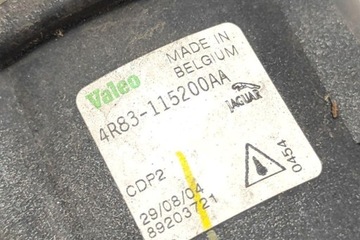 Valeo
MADE IN
BELGIUM
4R83-115200AA
JAGUAR
CDP2
29/08/04
89203721
0454